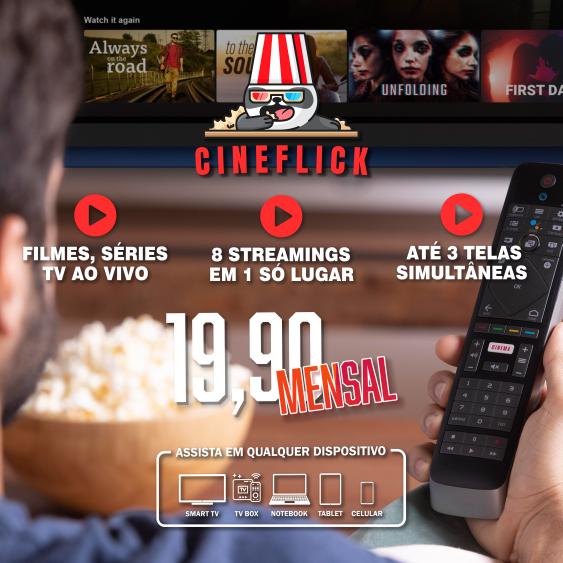 Watch it again
Always
on the
road
to the
SOU
UNFOLDING
FIRST DA
CINEFLICK
FILMES, SÉRIES
TV AO VIVO
8 STREAMINGS
EM 1 SÓ LUGAR
ATÉ 3 TELAS
SIMULTÂNEAS
19,90
MENSAL
CINEMA
ASSISTA EM QUALQUER DISPOSITIVO
TV
SMART TV
TV BOX
NOTEBOOK
TABLET
CELULAR